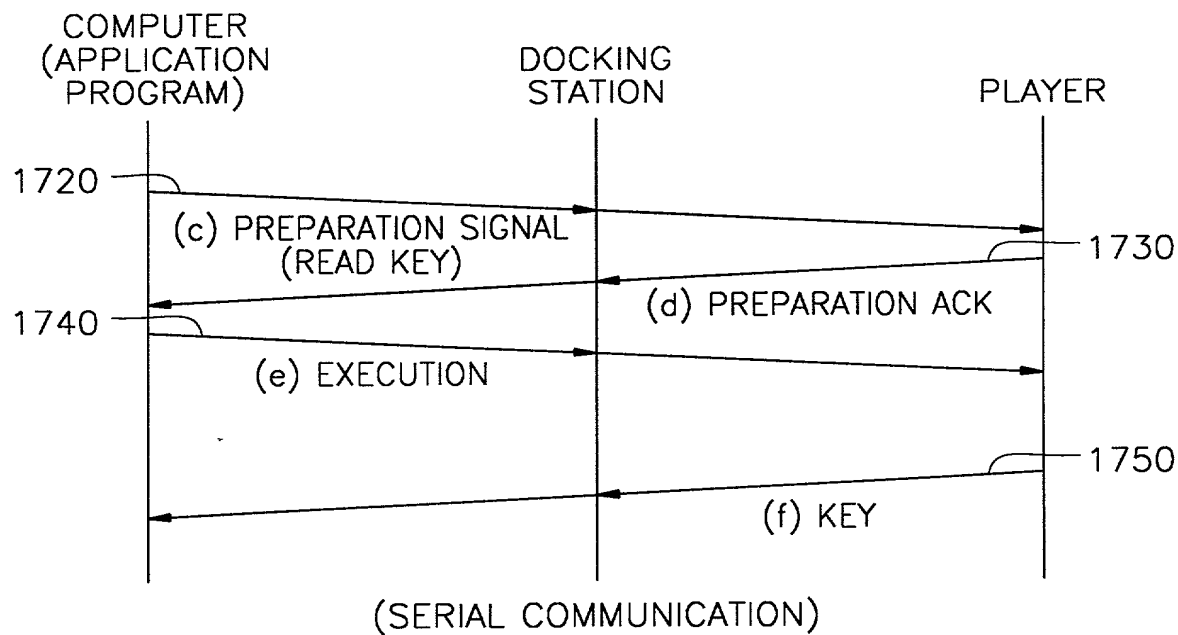 COMPUTER
(APPLICATION
PROGRAM)
DOCKING
STATION
PLAYER
1720
(c) PREPARATION SIGNAL
(READ KEY)
1730
(d) PREPARATION ACK
1740
(e) EXECUTION
1750
(f) KEY
(SERIAL COMMUNICATION)